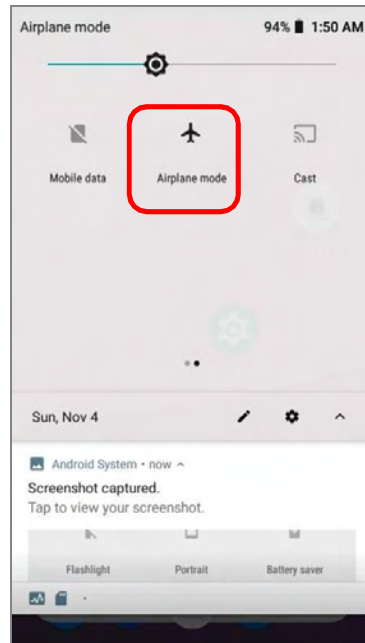 Airplane mode 94% 1:50 AM
Mobile data Airplane mode Cast
Sun, Nov 4
Android System • now
Screenshot captured.
Tap to view your screenshot.
Flashlight Portrait Battery saver